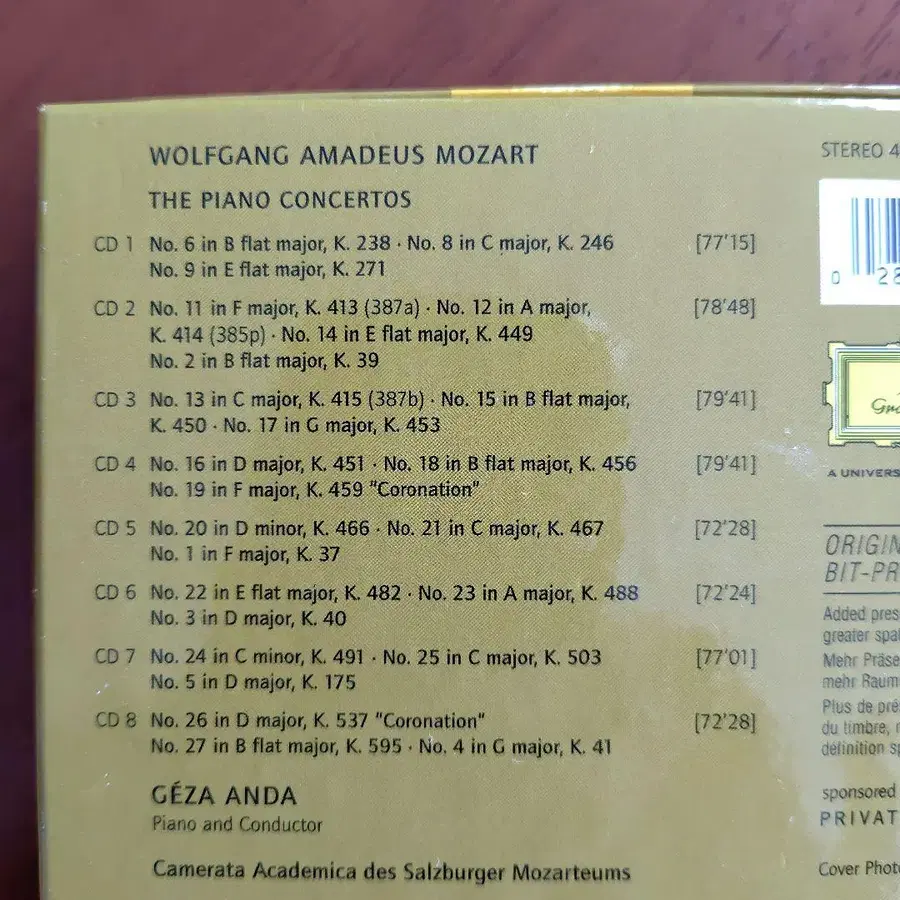 WOLFGANG AMADEUS MOZART
THE PIANO CONCERTOS
CD 1 No. 6 in B flat major, K. 238 · No. 8 in C major, K. 246 [77'15]
No. 9 in E flat major, K. 271
CD 2 No. 11 in F major, K. 413 (387a) · No. 12 in A major, [78'48]
K. 414 (385p) · No. 14 in E flat major, K. 449
No. 2 in B flat major, K. 39
CD 3 No. 13 in C major, K. 415 (387b) · No. 15 in B flat major, [79'41]
K. 450 · No. 17 in G major, K. 453
CD 4 No. 16 in D major, K. 451 · No. 18 in B flat major, K. 456 [79'41]
No. 19 in F major, K. 459 "Coronation"
CD 5 No. 20 in D minor, K. 466 · No. 21 in C major, K. 467 [72'28]
No. 1 in F major, K. 37
CD 6 No. 22 in E flat major, K. 482 · No. 23 in A major, K. 488 [72'24]
No. 3 in D major, K. 40
CD 7 No. 24 in C minor, K. 491 · No. 25 in C major, K. 503 [77'01]
No. 5 in D major, K. 175
CD 8 No. 26 in D major, K. 537 "Coronation" [72'28]
No. 27 in B flat major, K. 595 · No. 4 in G major, K. 41
GÉZA ANDA
Piano and Conductor
Camerata Academica des Salzburger Mozarteums
STEREO 4
0 28
A UNIVERS
ORIGIN
BIT-PR
Added pres
greater spa
Mehr Präse
mehr Raum
Plus de pré
du timbre,
définition sp
sponsored
PRIVAT
Cover Phot